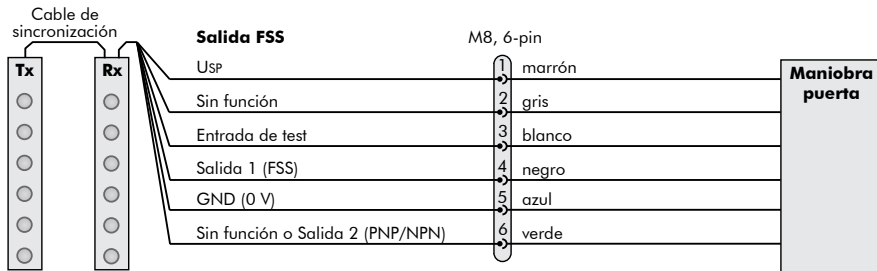 Cable de
sincronización
Salida FSS
M8, 6-pin
Tx
Rx
USP
1
marrón
Maniobra
puerta
Sin función
2
gris
Entrada de test
3
blanco
Salida 1 (FSS)
4
negro
GND (0 V)
5
azul
Sin función o Salida 2 (PNP/NPN)
6
verde